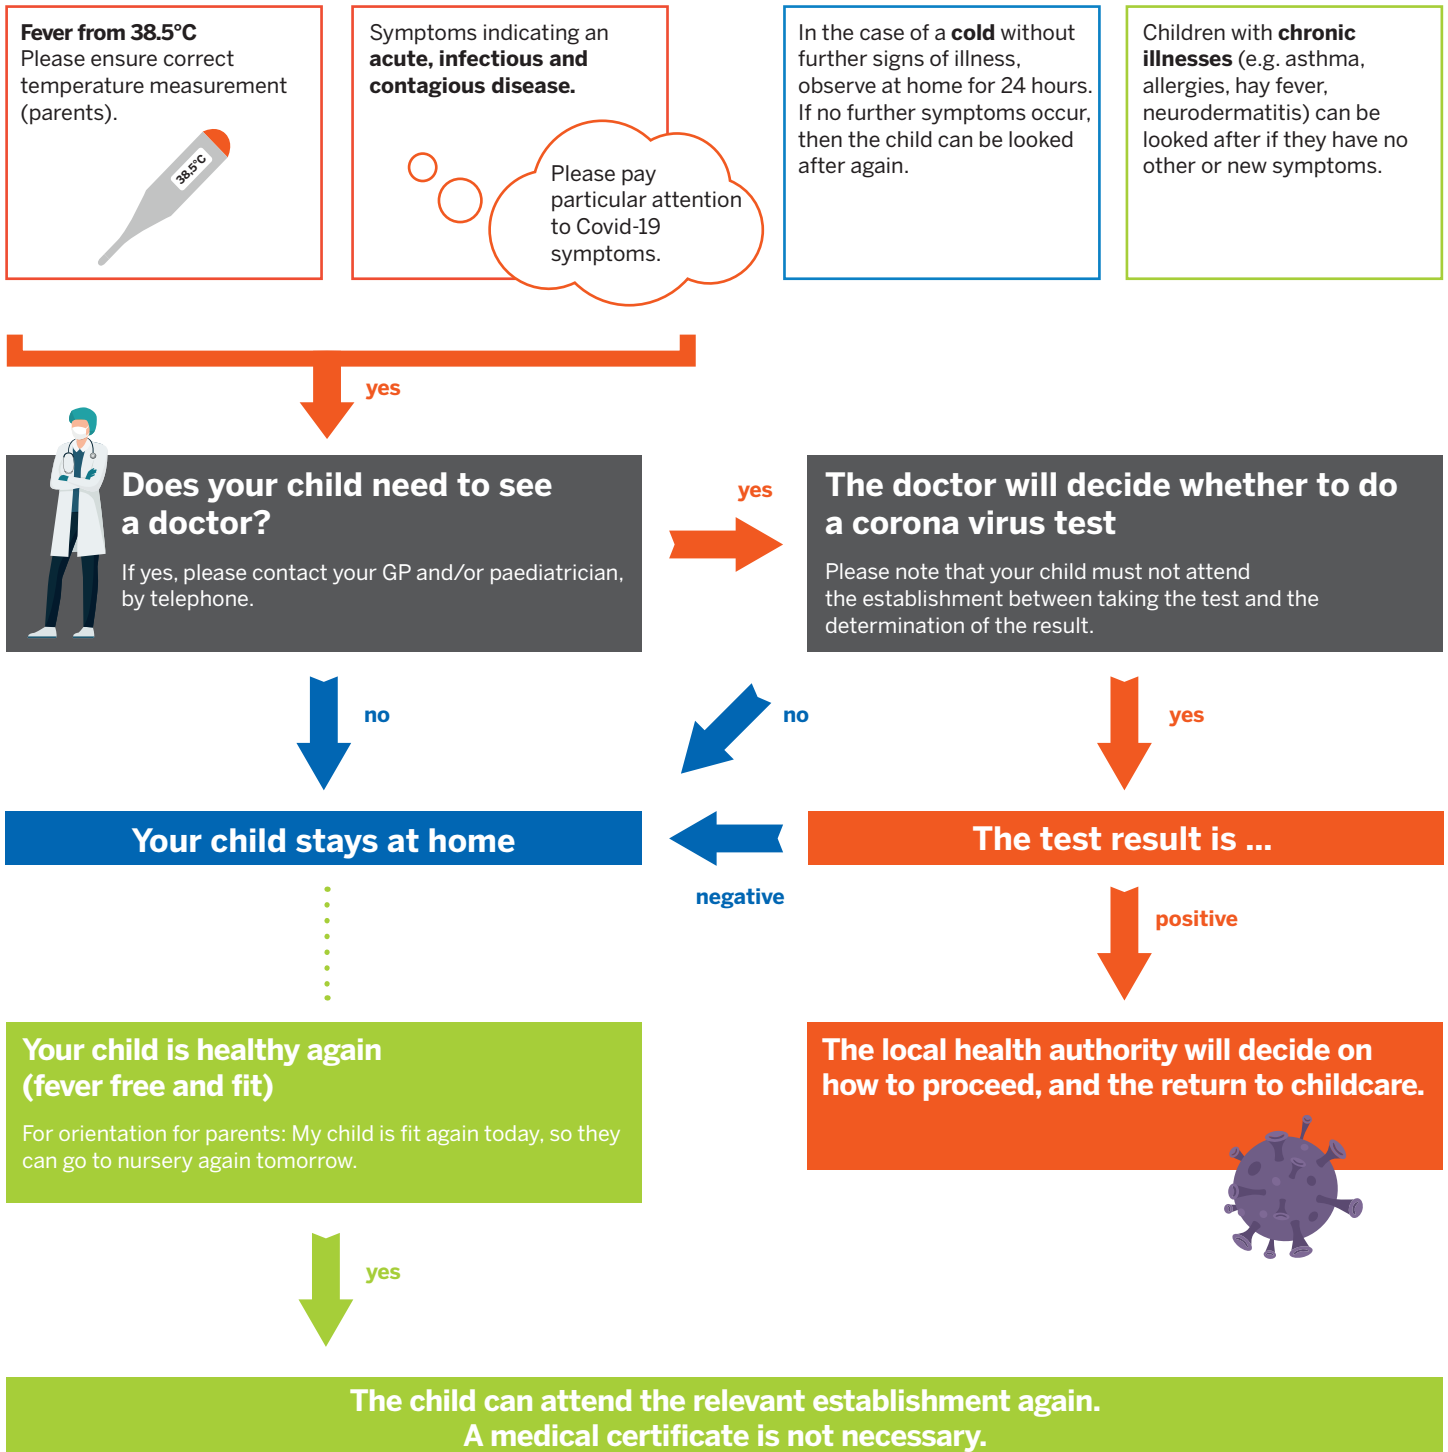 Fever from 38.5°C
Please ensure correct
temperature measurement
(parents).
38,5°C
Symptoms indicating an
acute, infectious and
contagious disease.
Please pay
particular attention
to Covid-19
symptoms.
In the case of a cold without
further signs of illness,
observe at home for 24 hours.
If no further symptoms occur,
then the child can be looked
after again.
Children with chronic
illnesses (e.g. asthma,
allergies, hay fever,
neurodermatitis) can be
looked after if they have no
other or new symptoms.
yes
Does your child need to see
a doctor?
If yes, please contact your GP and/or paediatrician,
by telephone.
yes
The doctor will decide whether to do
a corona virus test
Please note that your child must not attend
the establishment between taking the test and the
determination of the result.
no
no
yes
Your child stays at home
negative
The test result is ...
positive
Your child is healthy again
(fever free and fit)
For orientation for parents: My child is fit again today, so they
can go to nursery again tomorrow.
The local health authority will decide on
how to proceed, and the return to childcare.
yes
The child can attend the relevant establishment again.
A medical certificate is not necessary.